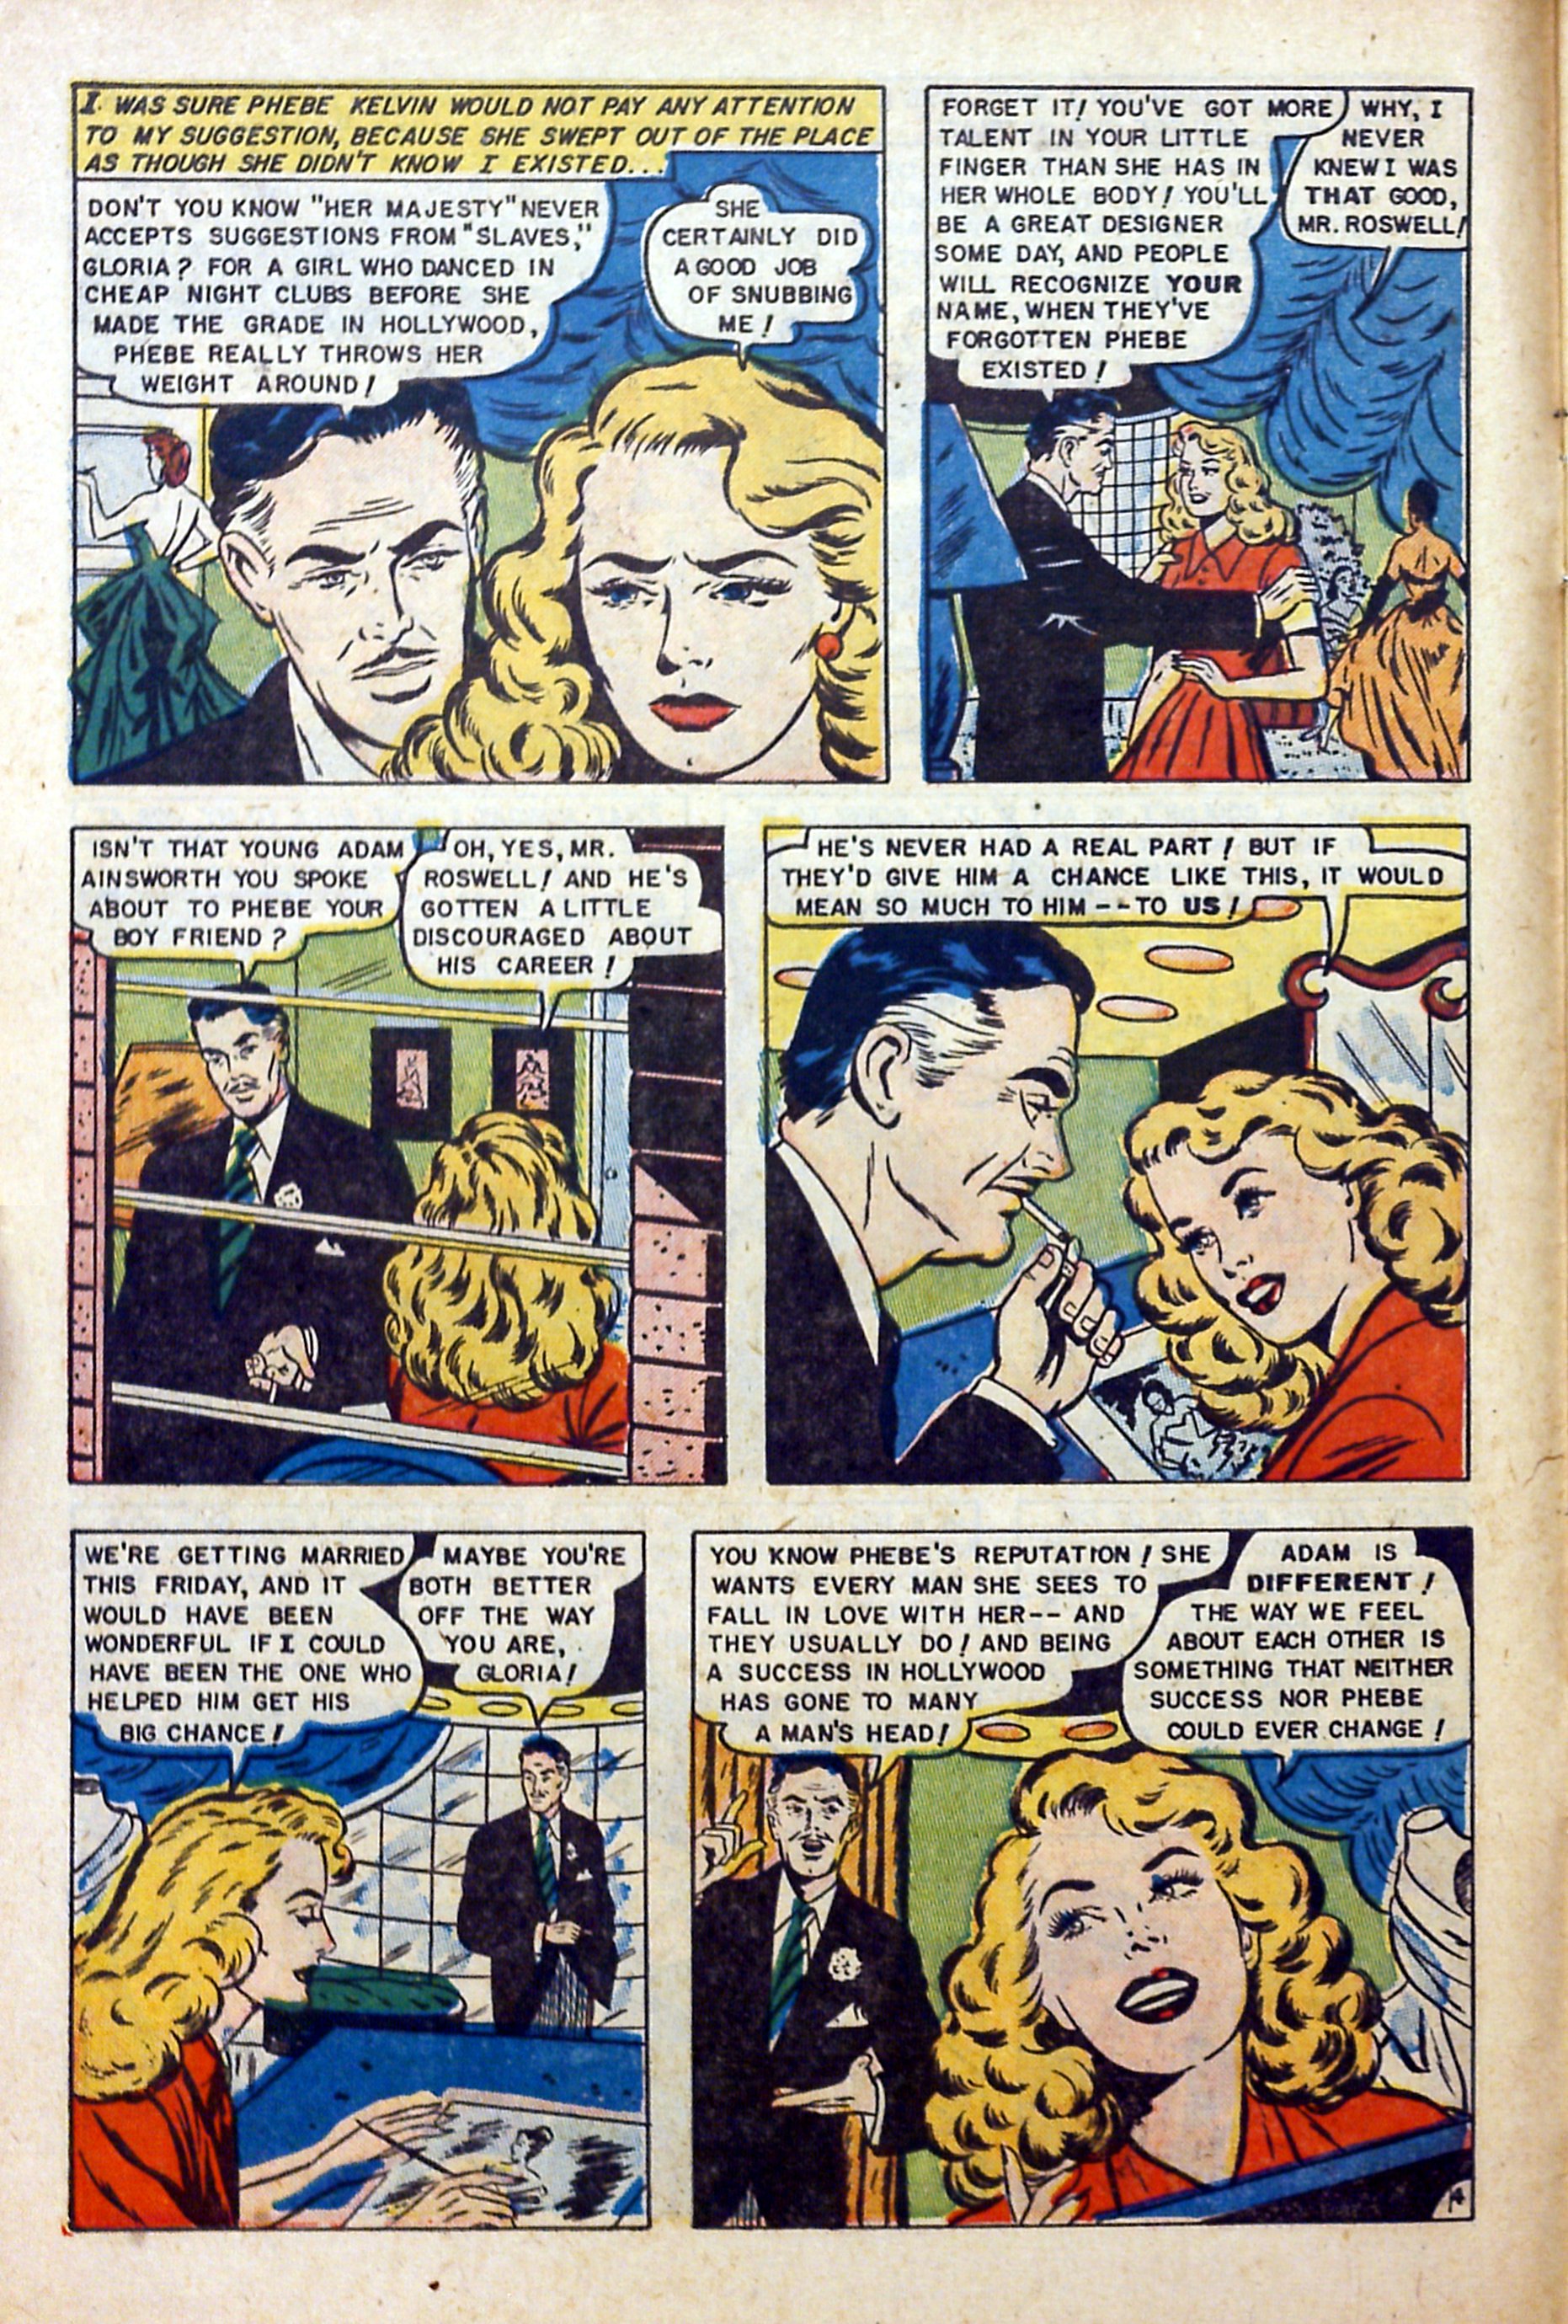 I WAS SURE PHEBE KELVIN WOULD NOT PAY ANY ATTENTION
TO MY SUGGESTION, BECAUSE SHE SWEPT OUT OF THE PLACE
AS THOUGH SHE DIDN'T KNOW I EXISTED...
DON'T YOU KNOW "HER MAJESTY" NEVER
ACCEPTS SUGGESTIONS FROM "SLAVES,"
GLORIA? FOR A GIRL WHO DANCED IN
CHEAP NIGHT CLUBS BEFORE SHE
MADE THE GRADE IN HOLLYWOOD,
PHEBE REALLY THROWS HER
WEIGHT AROUND!
SHE
CERTAINLY DID
A GOOD JOB
OF SNUBBING
ME!
FORGET IT! YOU'VE GOT MORE
TALENT IN YOUR LITTLE
FINGER THAN SHE HAS IN
HER WHOLE BODY! YOU'LL
BE A GREAT DESIGNER
SOME DAY, AND PEOPLE
WILL RECOGNIZE YOUR
NAME, WHEN THEY'VE
FORGOTTEN PHEBE
EXISTED!
WHY, I
NEVER
KNEW I WAS
THAT GOOD,
MR. ROSWELL!
ISN'T THAT YOUNG ADAM
AINSWORTH YOU SPOKE
ABOUT TO PHEBE YOUR
BOY FRIEND?
OH, YES, MR.
ROSWELL! AND HE'S
GOTTEN A LITTLE
DISCOURAGED ABOUT
HIS CAREER!
HE'S NEVER HAD A REAL PART! BUT IF
THEY'D GIVE HIM A CHANCE LIKE THIS, IT WOULD
MEAN SO MUCH TO HIM -- TO US!
WE'RE GETTING MARRIED
THIS FRIDAY, AND IT
WOULD HAVE BEEN
WONDERFUL IF I COULD
HAVE BEEN THE ONE WHO
HELPED HIM GET HIS
BIG CHANCE!
MAYBE YOU'RE
BOTH BETTER
OFF THE WAY
YOU ARE,
GLORIA!
YOU KNOW PHEBE'S REPUTATION! SHE
WANTS EVERY MAN SHE SEES TO
FALL IN LOVE WITH HER -- AND
THEY USUALLY DO! AND BEING
A SUCCESS IN HOLLYWOOD
HAS GONE TO MANY
A MAN'S HEAD!
ADAM IS
DIFFERENT!
THE WAY WE FEEL
ABOUT EACH OTHER IS
SOMETHING THAT NEITHER
SUCCESS NOR PHEBE
COULD EVER CHANGE!
4